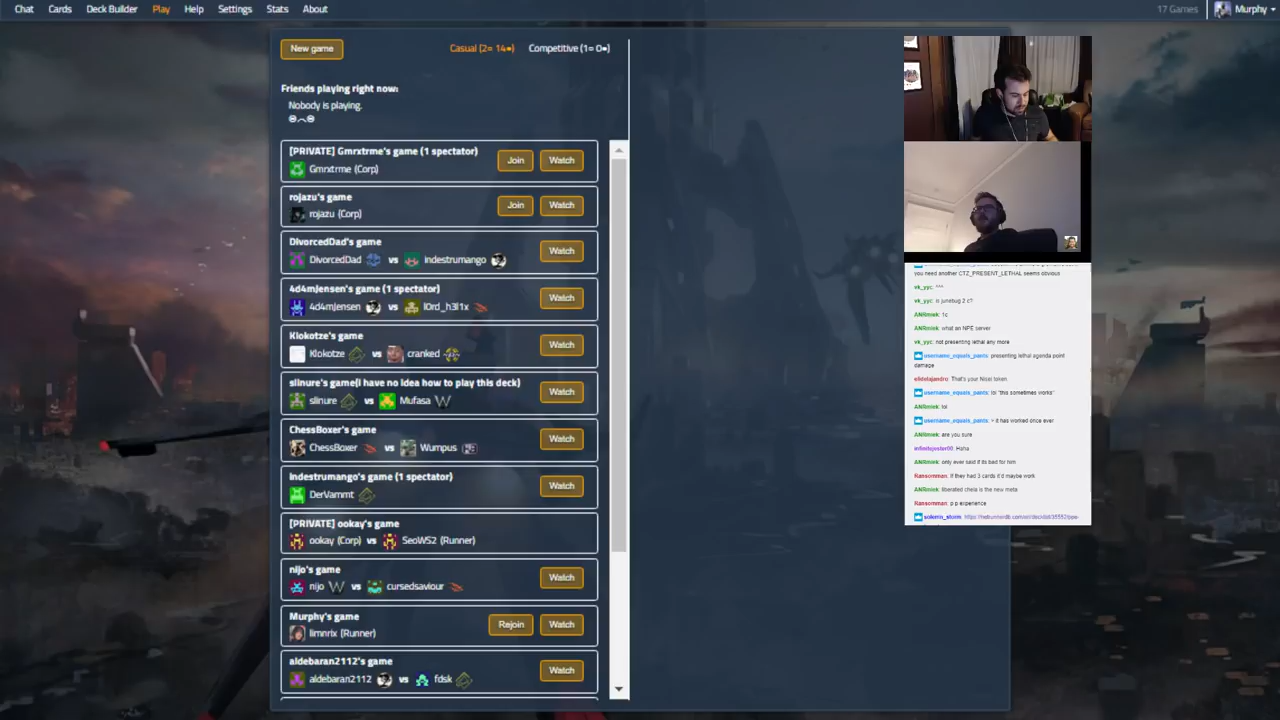 Chat Cards Deck Builder Play Help Settings Stats About 17 Games Murphy
New game Casual (2= 14●) Competitive (1= 0●)
Friends playing right now:
Nobody is playing.
[PRIVATE] Gmrxtrme's game (1 spectator)
Gmrxtrme (Corp)
Join Watch
rojazu's game
rojazu (Corp)
Join Watch
DivorcedDad's game
DivorcedDad vs indestrumango
Watch
4d4mJensen's game (1 spectator)
4d4mJensen vs l0rd_h3l1x
Watch
Klokotze's game
Klokotze vs cranked
Watch
slinure's game(I have no idea how to play this deck)
slinure vs Mufasa
Watch
ChessBoxer's game
ChessBoxer vs Wumpus
Watch
indestrumango's game (1 spectator)
DerVammt
Watch
[PRIVATE] ookay's game
ookay (Corp) vs SeoWS2 (Runner)
nijo's game
nijo vs cursedsaviour
Watch
Murphy's game
limnrix (Runner)
Rejoin Watch
aldebaran2112's game
aldebaran2112 vs fdsk
Watch
you need another CTZ_PRESENT_LETHAL seems obvious
vk_yyc: ^^^
vk_yyc: is junebug 2 c?
ANRmiek: 1c
ANRmiek: what an NPE server
vk_yyc: not presenting lethal any more
username_equals_pants: presenting lethal agenda point
damage
elidelajandro: That's your Nisei token.
username_equals_pants: lol "this sometimes works"
ANRmiek: lol
username_equals_pants: > it has worked once ever
ANRmiek: are you sure
Haha
ANRmiek: only ever said if its bad for him
Ransomman: If they had 3 cards it'd maybe work
ANRmiek: liberated chela is the new meta
Ransomman: p p experience